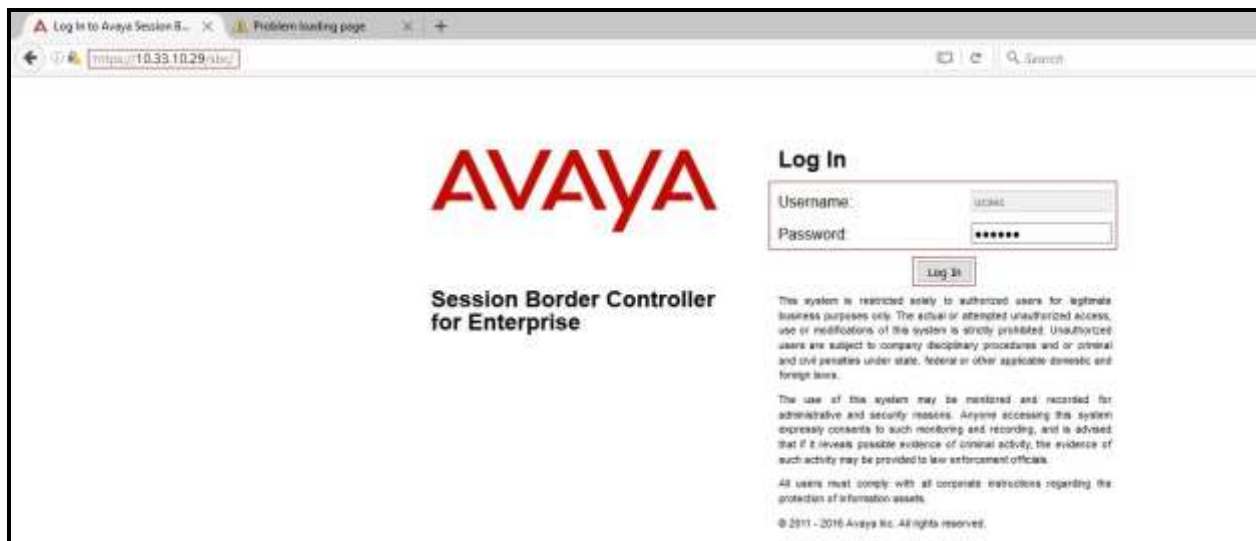 Log In to Avaya Session B...
Problem loading page
https://10.33.10.29/sbc/
Search
AVAYA
Session Border Controller
for Enterprise
Log In
Username:
ucsec
Password:
Log In
This system is restricted solely to authorized users for legitimate
business purposes only. The actual or attempted unauthorized access,
use or modifications of this system is strictly prohibited. Unauthorized
users are subject to company disciplinary procedures and or criminal
and civil penalties under state, federal or other applicable domestic and
foreign laws.
The use of this system may be monitored and recorded for
administrative and security reasons. Anyone accessing this system
expressly consents to such monitoring and recording, and is advised
that if it reveals possible evidence of criminal activity, the evidence of
such activity may be provided to law enforcement officials.
All users must comply with all corporate instructions regarding the
protection of information assets.
© 2011 - 2016 Avaya Inc. All rights reserved.